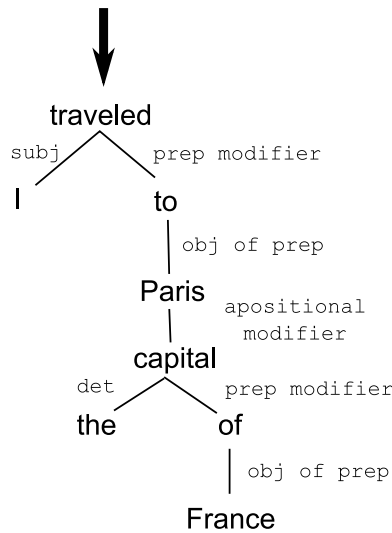 traveled
subj prep modifier
I to
obj of prep
Paris
apositional
modifier
capital
det prep modifier
the of
obj of prep
France